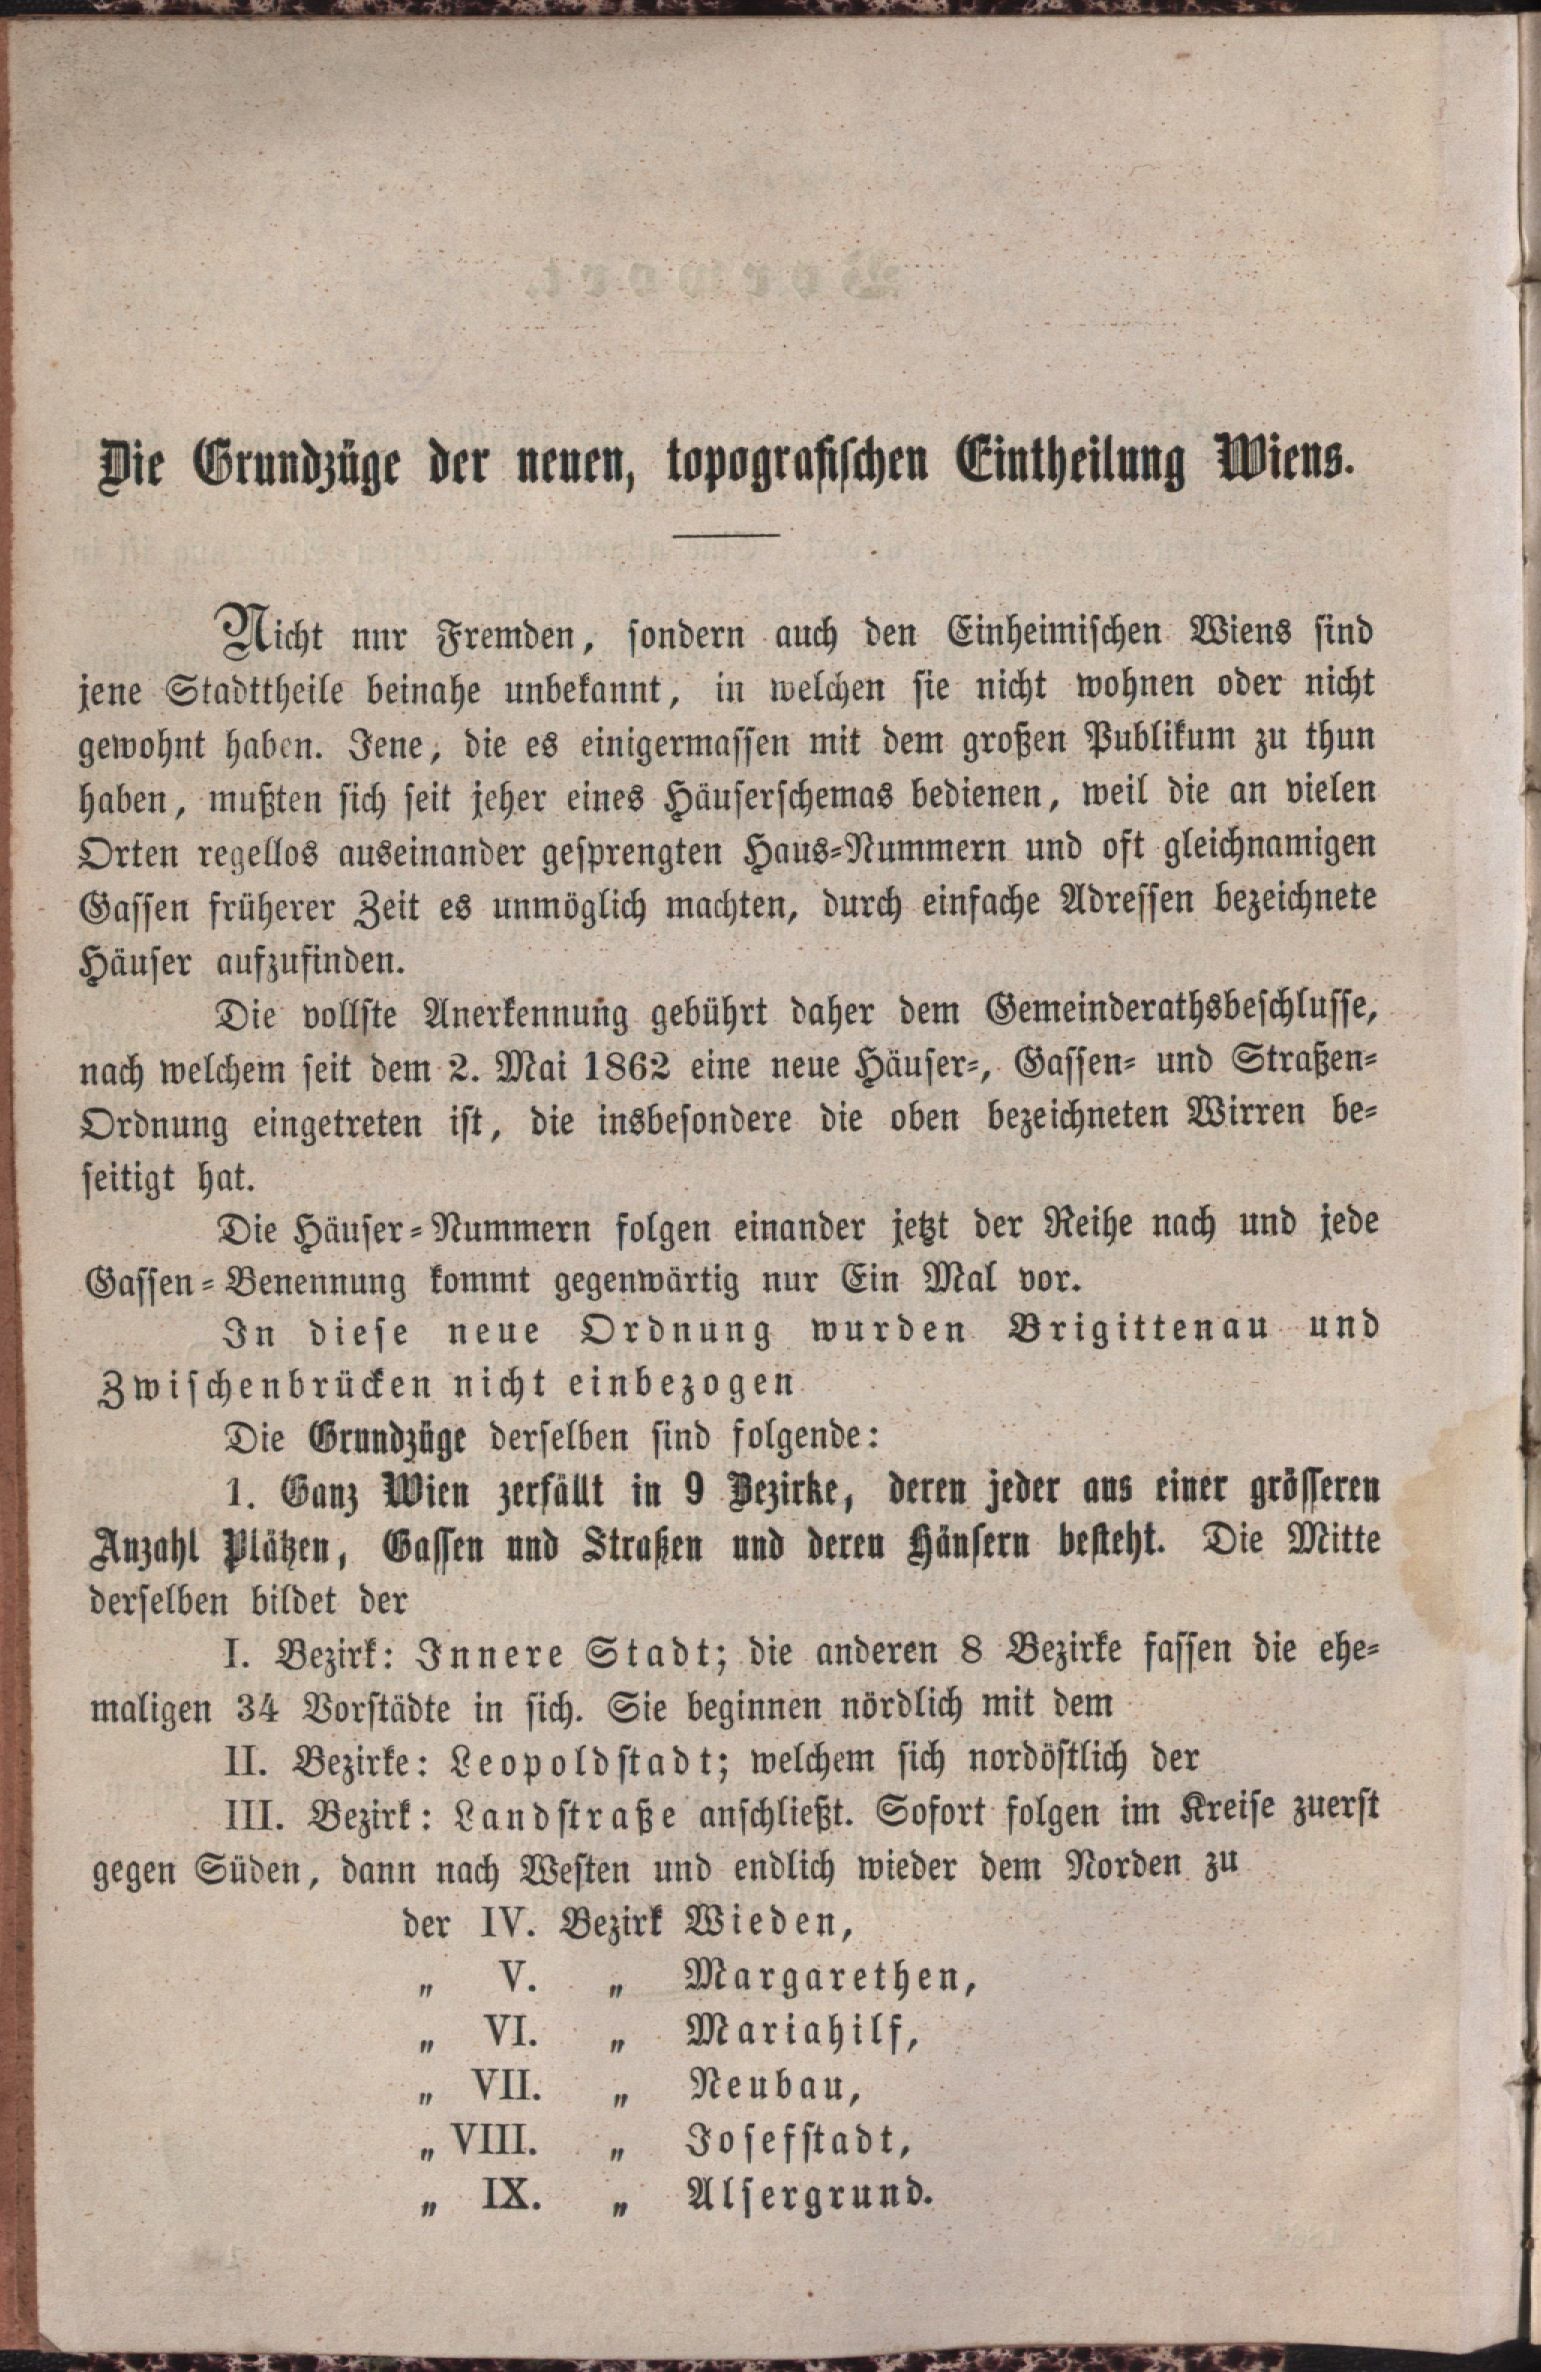 Die Grundzüge der neuen, topografischen Eintheilung Wiens.
Nicht nur Fremden, sondern auch den Einheimischen Wiens sind
jene Stadttheile beinahe unbekannt, in welchen sie nicht wohnen oder nicht
gewohnt haben. Jene, die es einigermassen mit dem großen Publikum zu thun
haben, mußten sich seit jeher eines Häuserschemas bedienen, weil die an vielen
Orten regellos auseinander gesprengten Haus-Nummern und oft gleichnamigen
Gassen früherer Zeit es unmöglich machten, durch einfache Adressen bezeichnete
Häuser aufzufinden.
Die vollste Anerkennung gebührt daher dem Gemeinderathsbeschlusse,
nach welchem seit dem 2. Mai 1862 eine neue Häuser-, Gassen- und Straßen-
Ordnung eingetreten ist, die insbesondere die oben bezeichneten Wirren be-
seitigt hat.
Die Häuser-Nummern folgen einander jetzt der Reihe nach und jede
Gassen-Benennung kommt gegenwärtig nur Ein Mal vor.
In diese neue Ordnung wurden Brigittenau und
Zwischenbrücken nicht einbezogen
Die Grundzüge derselben sind folgende:
1. Ganz Wien zerfällt in 9 Bezirke, deren jeder aus einer grösseren
Anzahl Plätzen, Gassen und Straßen und deren Häusern besteht. Die Mitte
derselben bildet der
I. Bezirk: Innere Stadt; die anderen 8 Bezirke fassen die ehe-
maligen 34 Vorstädte in sich. Sie beginnen nördlich mit dem
II. Bezirke: Leopoldstadt; welchem sich nordöstlich der
III. Bezirk: Landstraße anschließt. Sofort folgen im Kreise zuerst
gegen Süden, dann nach Westen und endlich wieder dem Norden zu
der IV. Bezirk Wieden,
„ V. „ Margarethen,
„ VI. „ Mariahilf,
„ VII. „ Neubau,
„ VIII. „ Josefstadt,
„ IX. „ Alsergrund.